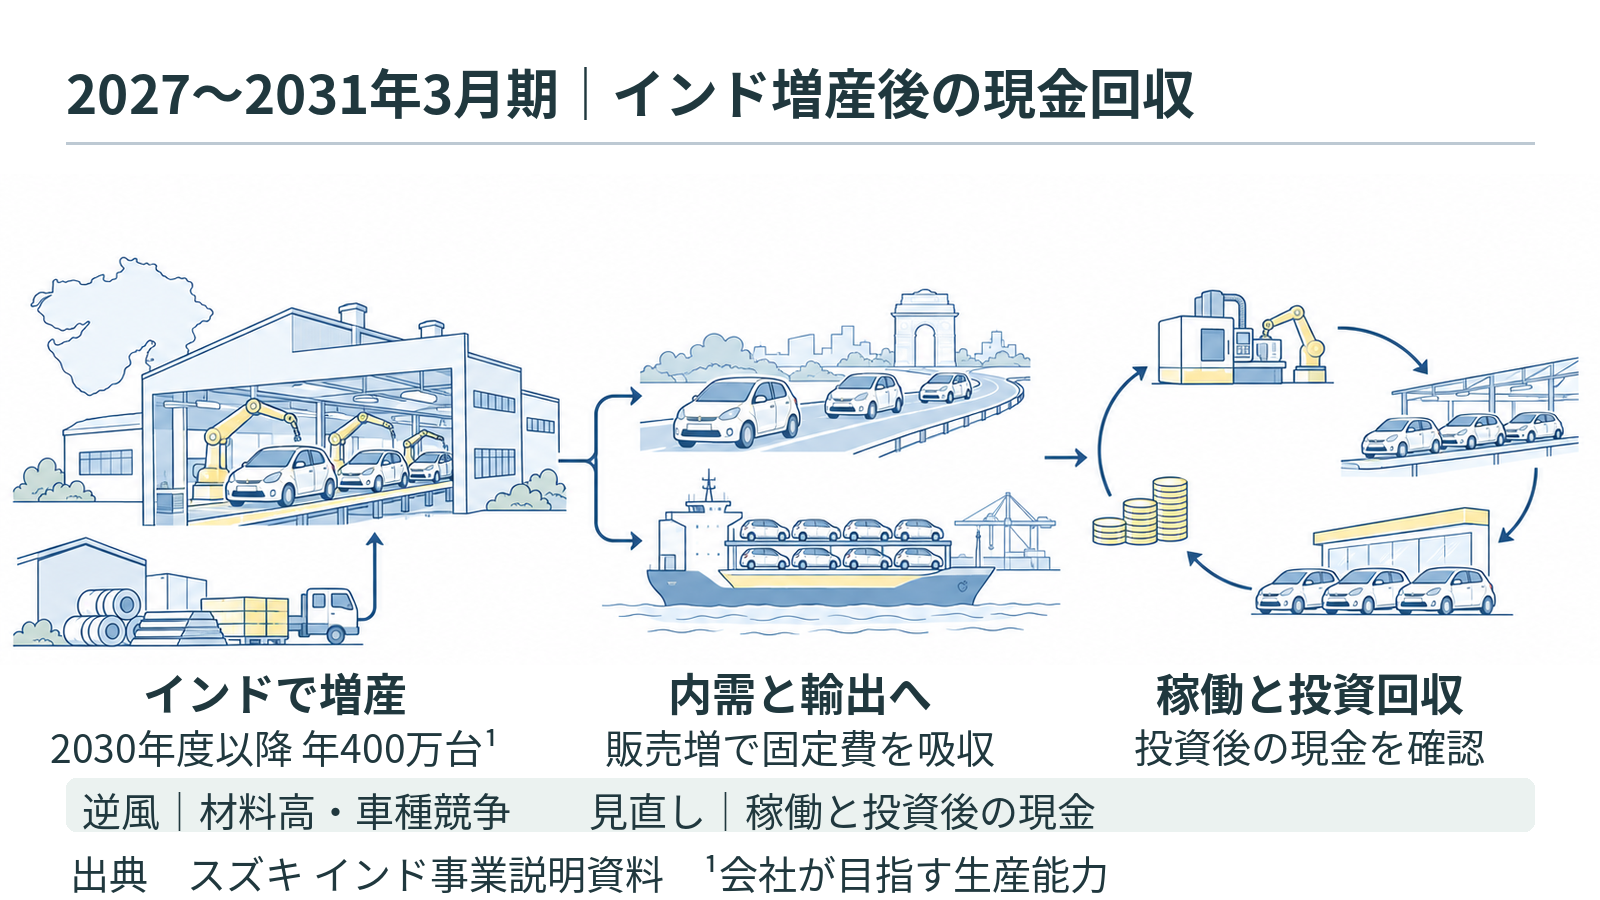 2027～2031年3月期｜インド増産後の現金回収
インドで増産
2030年度以降 年400万台¹
内需と輸出へ
販売増で固定費を吸収
稼働と投資回収
投資後の現金を確認
逆風｜材料高・車種競争　　見直し｜稼働と投資後の現金
出典　スズキ インド事業説明資料　¹会社が目指す生産能力